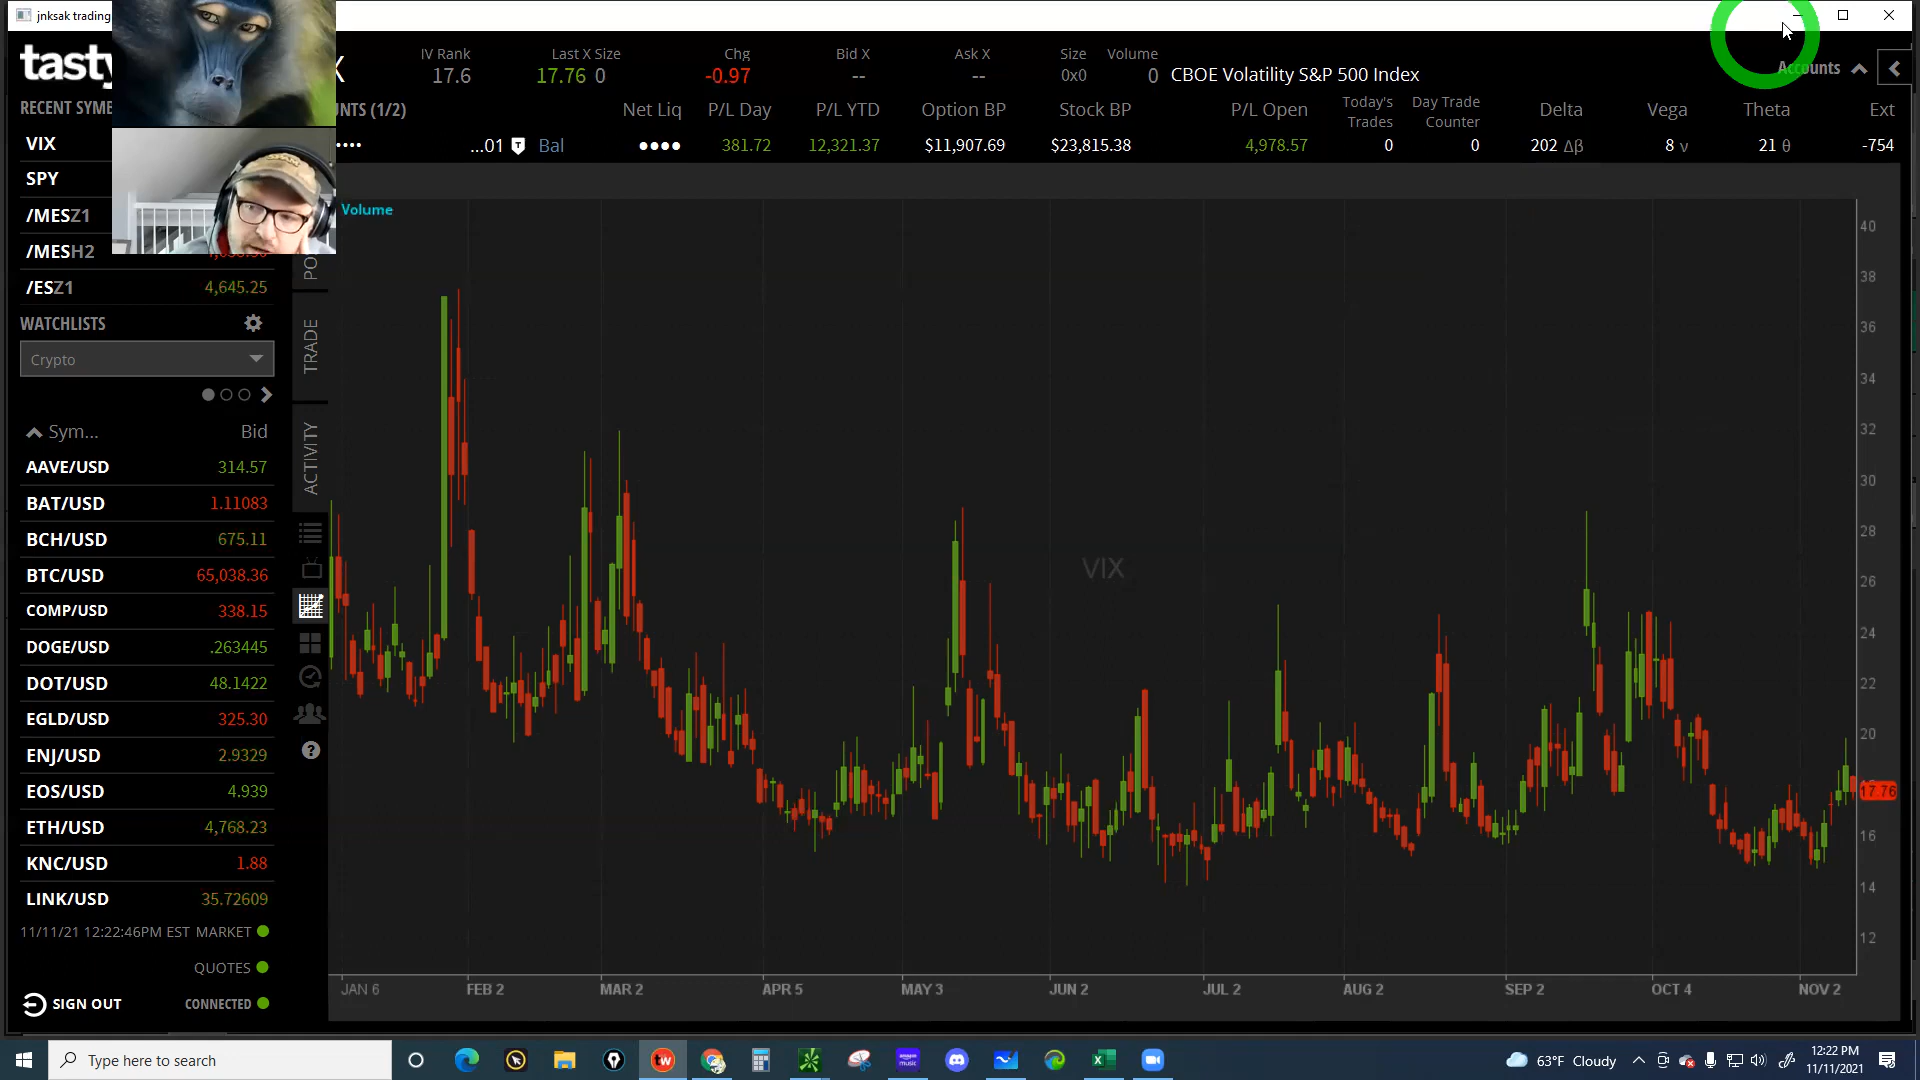 jnksak trading
tasty
X
IV Rank
17.6
Last X Size
17.76 0
Chg
-0.97
Bid X
--
Ask X
--
Size
0x0
Volume
0
CBOE Volatility S&P 500 Index
Accounts
RECENT SYMB
UNTS (1/2)
Net Liq
P/L Day
P/L YTD
Option BP
Stock BP
P/L Open
Today's Trades
Day Trade Counter
Delta
Vega
Theta
Ext
...01
Bal
381.72
12,321.37
$11,907.69
$23,815.38
4,978.57
0
0
202 Δβ
8 ν
21 θ
-754
VIX
SPY
/MESZ1
/MESH2
/ESZ1 4,645.25
WATCHLISTS
Crypto
Sym... Bid
AAVE/USD 314.57
BAT/USD 1.11083
BCH/USD 675.11
BTC/USD 65,038.36
COMP/USD 338.15
DOGE/USD .263445
DOT/USD 48.1422
EGLD/USD 325.30
ENJ/USD 2.9329
EOS/USD 4.939
ETH/USD 4,768.23
KNC/USD 1.88
LINK/USD 35.72609
11/11/21 12:22:46PM EST MARKET
QUOTES
SIGN OUT CONNECTED
PO
TRADE
ACTIVITY
?
Volume
VIX
40
38
36
34
32
30
28
26
24
22
20
17.76
16
14
12
JAN 6 FEB 2 MAR 2 APR 5 MAY 3 JUN 2 JUL 2 AUG 2 SEP 2 OCT 4 NOV 2
Type here to search
tw
amazon music
63°F Cloudy
12:22 PM
11/11/2021